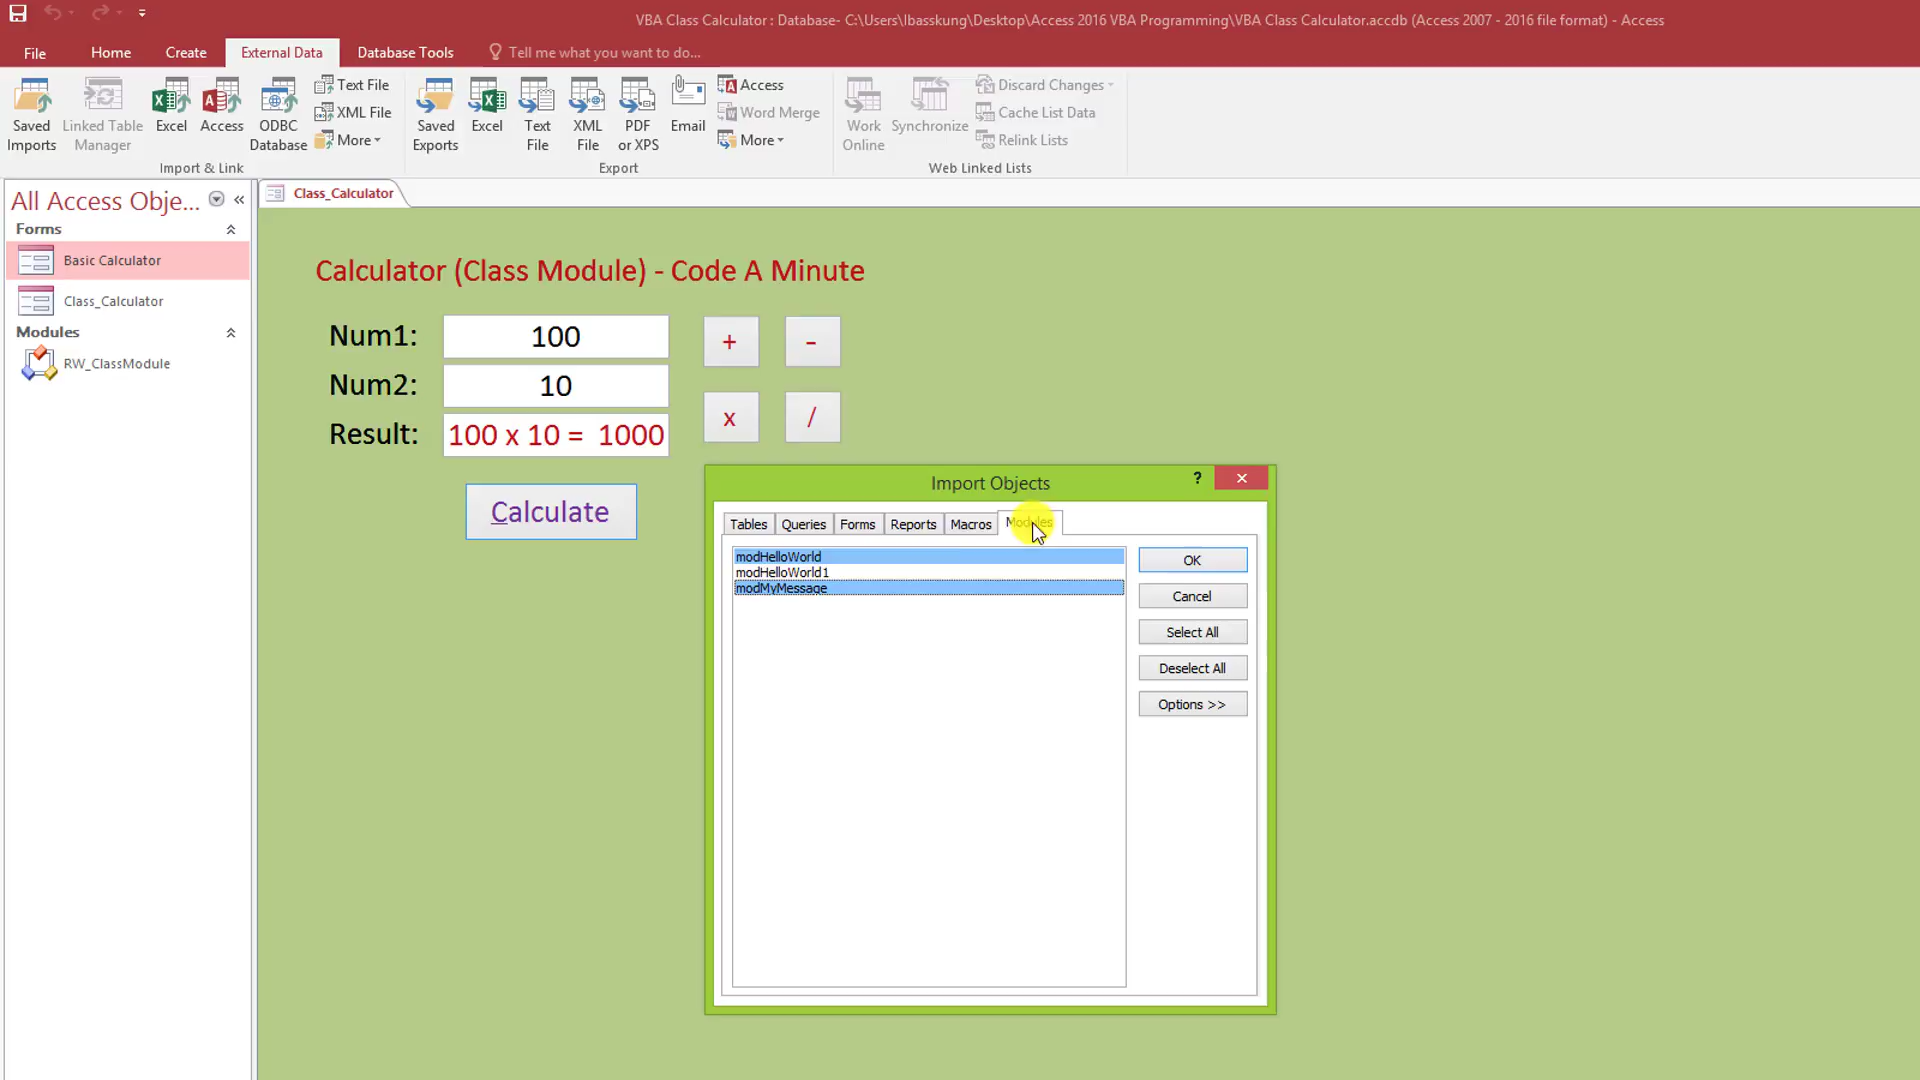 VBA Class Calculator : Database- C:\Users\lbasskung\Desktop\Access 2016 VBA Programming\VBA Class Calculator.accdb (Access 2007 - 2016 file format) - Access
File Home Create External Data Database Tools Tell me what you want to do...
Saved Imports
Linked Table Manager
Excel
Access
ODBC Database
Text File
XML File
More
Import & Link
Saved Exports
Excel
Text File
XML File
PDF or XPS
Email
Access
Word Merge
More
Export
Work Online
Synchronize
Discard Changes
Cache List Data
Relink Lists
Web Linked Lists
All Access Obje... «
Forms
Basic Calculator
Class_Calculator
Modules
RW_ClassModule
Class_Calculator
Calculator (Class Module) - Code A Minute
Num1: 100 + -
Num2: 10
Result: 100 x 10 = 1000 x /
Calculate
Import Objects ?
Tables Queries Forms Reports Macros Modules
modHelloWorld
modHelloWorld1
modMyMessage
OK
Cancel
Select All
Deselect All
Options >>